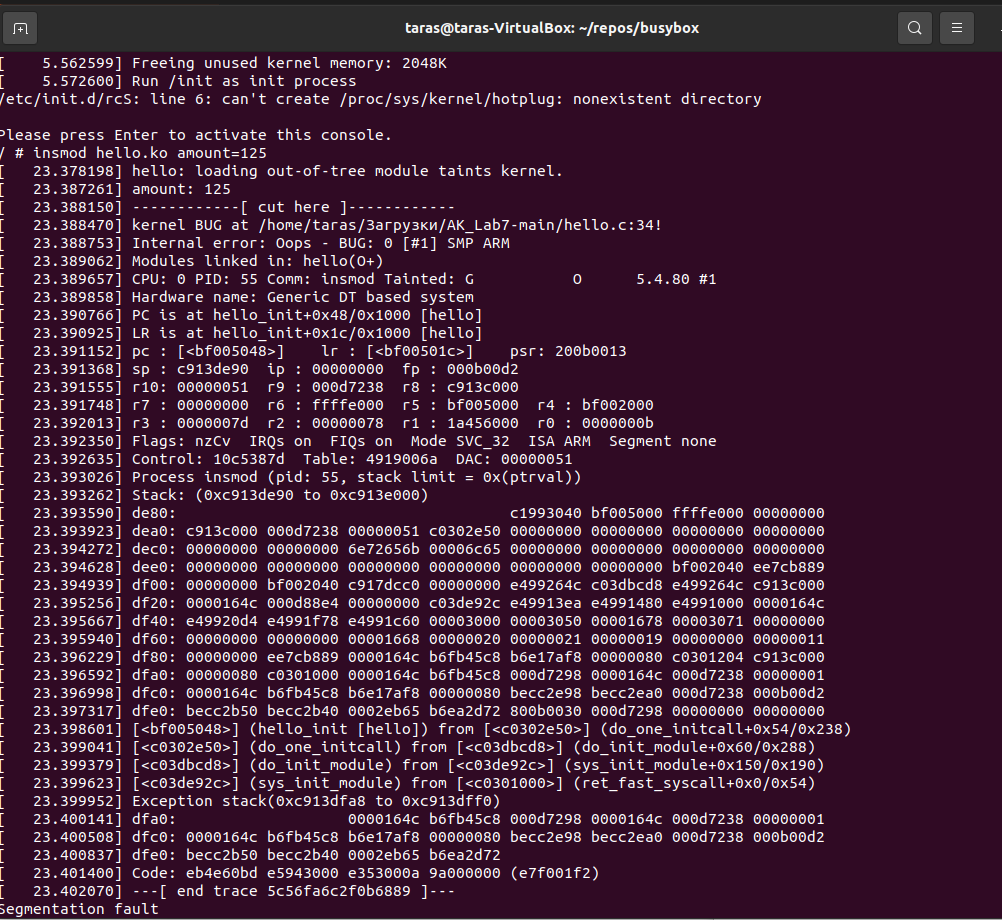 taras@taras-VirtualBox: ~/repos/busybox
[    5.562599] Freeing unused kernel memory: 2048K
[    5.572600] Run /init as init process
/etc/init.d/rcS: line 6: can't create /proc/sys/kernel/hotplug: nonexistent directory
Please press Enter to activate this console.
/ # insmod hello.ko amount=125
[   23.378198] hello: loading out-of-tree module taints kernel.
[   23.387261] amount: 125
[   23.388150] ------------[ cut here ]------------
[   23.388470] kernel BUG at /home/taras/Загрузки/AK_Lab7-main/hello.c:34!
[   23.388753] Internal error: Oops - BUG: 0 [#1] SMP ARM
[   23.389062] Modules linked in: hello(O+)
[   23.389657] CPU: 0 PID: 55 Comm: insmod Tainted: G           O      5.4.80 #1
[   23.389858] Hardware name: Generic DT based system
[   23.390766] PC is at hello_init+0x48/0x1000 [hello]
[   23.390925] LR is at hello_init+0x1c/0x1000 [hello]
[   23.391152] pc : [<bf005048>]    lr : [<bf00501c>]    psr: 200b0013
[   23.391368] sp : c913de90  ip : 00000000  fp : 000b00d2
[   23.391555] r10: 00000051  r9 : 000d7238  r8 : c913c000
[   23.391748] r7 : 00000000  r6 : ffffe000  r5 : bf005000  r4 : bf002000
[   23.392013] r3 : 0000007d  r2 : 00000078  r1 : 1a456000  r0 : 0000000b
[   23.392350] Flags: nzCv  IRQs on  FIQs on  Mode SVC_32  ISA ARM  Segment none
[   23.392635] Control: 10c5387d  Table: 4919006a  DAC: 00000051
[   23.393026] Process insmod (pid: 55, stack limit = 0x(ptrval))
[   23.393262] Stack: (0xc913de90 to 0xc913e000)
[   23.393590] de80:                                     c1993040 bf005000 ffffe000 00000000
[   23.393923] dea0: c913c000 000d7238 00000051 c0302e50 00000000 00000000 00000000 00000000
[   23.394272] dec0: 00000000 00000000 6e72656b 00006c65 00000000 00000000 00000000 00000000
[   23.394628] dee0: 00000000 00000000 00000000 00000000 00000000 00000000 bf002040 ee7cb889
[   23.394939] df00: 00000000 bf002040 c917dcc0 00000000 e499264c c03dbcd8 e499264c c913c000
[   23.395256] df20: 0000164c 000d88e4 00000000 c03de92c e49913ea e4991480 e4991000 0000164c
[   23.395667] df40: e49920d4 e4991f78 e4991c60 00003000 00003050 00001678 00003071 00000000
[   23.395940] df60: 00000000 00000000 00001668 00000020 00000021 00000019 00000000 00000011
[   23.396229] df80: 00000000 ee7cb889 0000164c b6fb45c8 b6e17af8 00000080 c0301204 c913c000
[   23.396592] dfa0: 00000080 c0301000 0000164c b6fb45c8 000d7298 0000164c 000d7238 00000001
[   23.396998] dfc0: 0000164c b6fb45c8 b6e17af8 00000080 becc2e98 becc2ea0 000d7238 000b00d2
[   23.397317] dfe0: becc2b50 becc2b40 0002eb65 b6ea2d72 800b0030 000d7298 00000000 00000000
[   23.398601] [<bf005048>] (hello_init [hello]) from [<c0302e50>] (do_one_initcall+0x54/0x238)
[   23.399041] [<c0302e50>] (do_one_initcall) from [<c03dbcd8>] (do_init_module+0x60/0x288)
[   23.399379] [<c03dbcd8>] (do_init_module) from [<c03de92c>] (sys_init_module+0x150/0x190)
[   23.399623] [<c03de92c>] (sys_init_module) from [<c0301000>] (ret_fast_syscall+0x0/0x54)
[   23.399952] Exception stack(0xc913dfa8 to 0xc913dff0)
[   23.400141] dfa0:                   0000164c b6fb45c8 000d7298 0000164c 000d7238 00000001
[   23.400508] dfc0: 0000164c b6fb45c8 b6e17af8 00000080 becc2e98 becc2ea0 000d7238 000b00d2
[   23.400837] dfe0: becc2b50 becc2b40 0002eb65 b6ea2d72
[   23.401400] Code: eb4e60bd e5943000 e353000a 9a000000 (e7f001f2)
[   23.402070] ---[ end trace 5c56fa6c2f0b6889 ]---
Segmentation fault